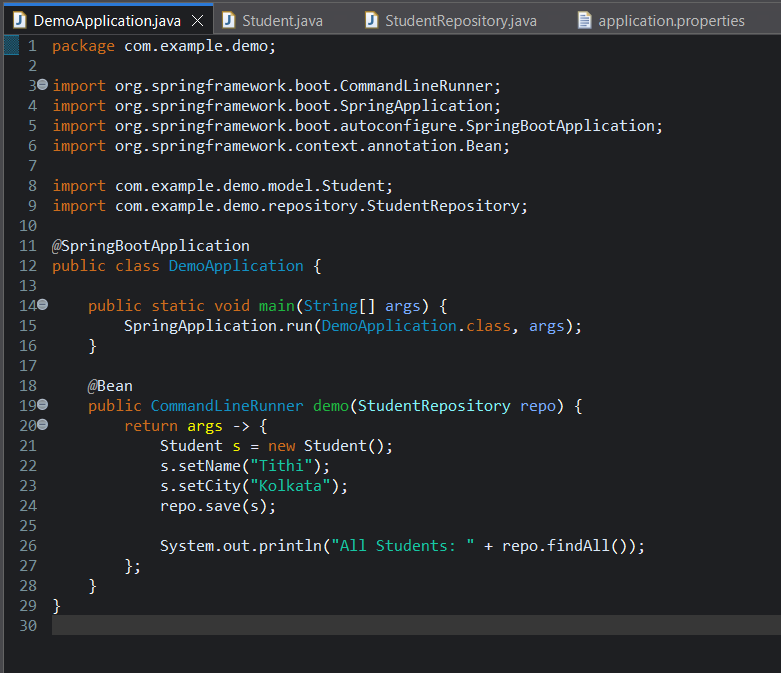 DemoApplication.java Student.java StudentRepository.java application.properties
1 package com.example.demo;
2
3 import org.springframework.boot.CommandLineRunner;
4 import org.springframework.boot.SpringApplication;
5 import org.springframework.boot.autoconfigure.SpringBootApplication;
6 import org.springframework.context.annotation.Bean;
7
8 import com.example.demo.model.Student;
9 import com.example.demo.repository.StudentRepository;
10
11 @SpringBootApplication
12 public class DemoApplication {
13
14     public static void main(String[] args) {
15         SpringApplication.run(DemoApplication.class, args);
16     }
17
18     @Bean
19     public CommandLineRunner demo(StudentRepository repo) {
20         return args -> {
21             Student s = new Student();
22             s.setName("Tithi");
23             s.setCity("Kolkata");
24             repo.save(s);
25
26             System.out.println("All Students: " + repo.findAll());
27         };
28     }
29 }
30